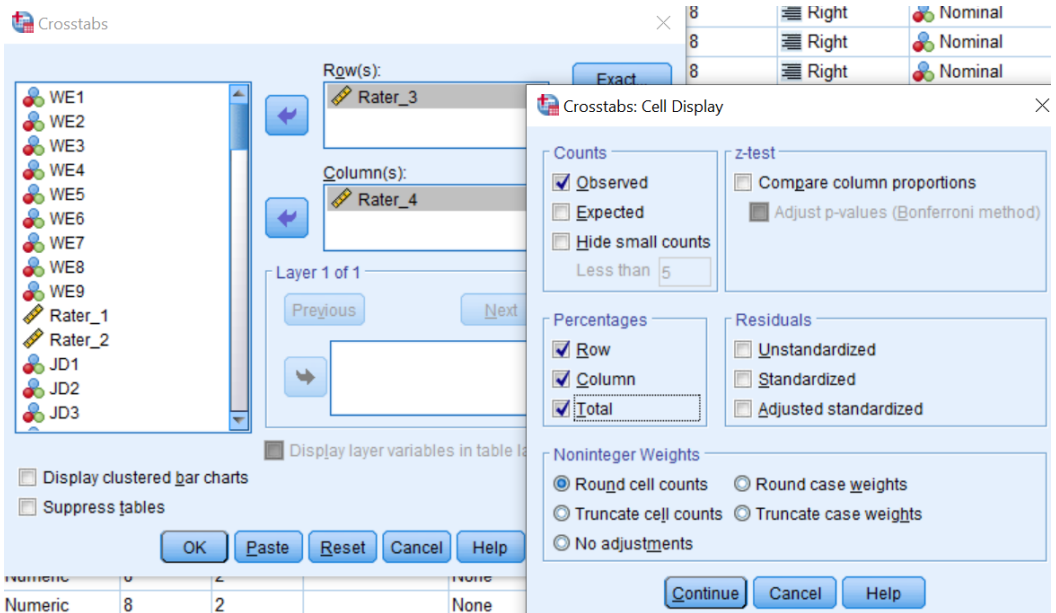 Crosstabs
8 Right Nominal
8 Right Nominal
8 Right Nominal
Row(s):
Rater_3
Exact...
Column(s):
Rater_4
WE1
WE2
WE3
WE4
WE5
WE6
WE7
WE8
WE9
Rater_1
Rater_2
JD1
JD2
JD3
Layer 1 of 1
Previous
Next
Display layer variables in table la
Display clustered bar charts
Suppress tables
OK Paste Reset Cancel Help
Numeric 8 2 None
Numeric 8 2 None
Crosstabs: Cell Display
Counts
Observed
Expected
Hide small counts
Less than 5
z-test
Compare column proportions
Adjust p-values (Bonferroni method)
Percentages
Row
Column
Total
Residuals
Unstandardized
Standardized
Adjusted standardized
Noninteger Weights
Round cell counts Round case weights
Truncate cell counts Truncate case weights
No adjustments
Continue Cancel Help